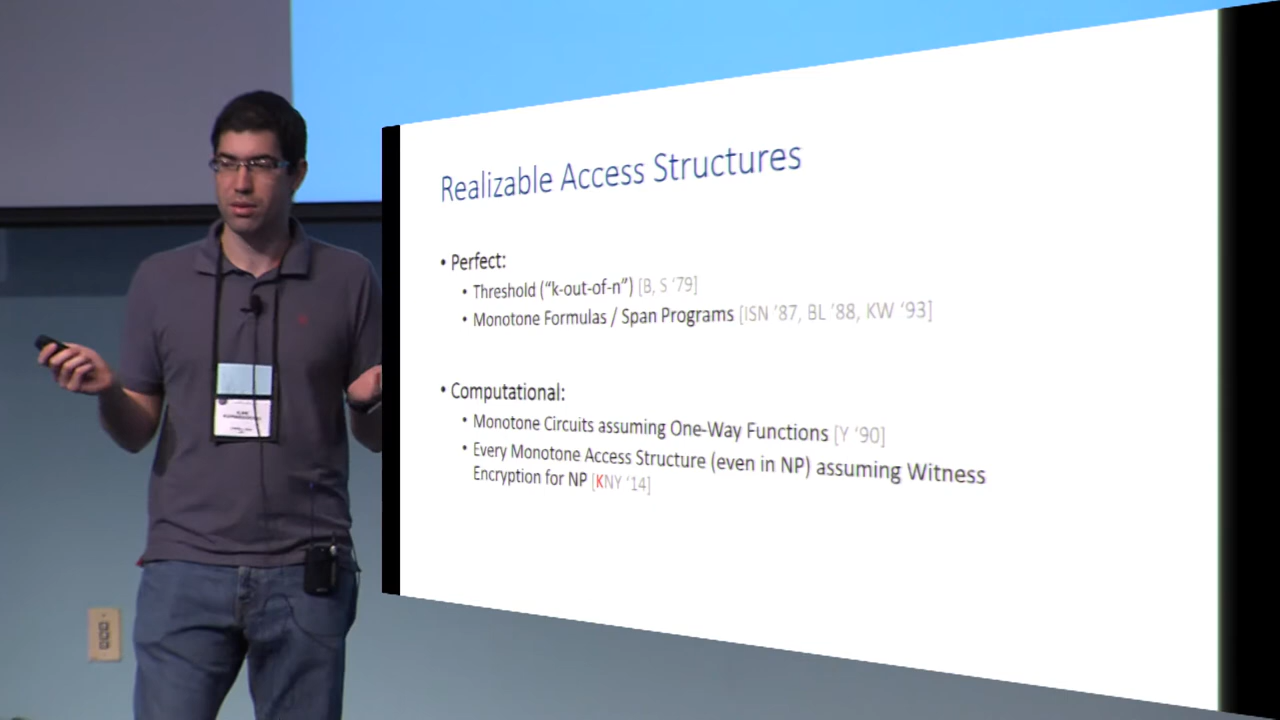 Realizable Access Structures
• Perfect:
• Threshold (“k-out-of-n”) [B, S ‘79]
• Monotone Formulas / Span Programs [ISN ’87, BL ’88, KW ‘93]
• Computational:
• Monotone Circuits assuming One-Way Functions [Y ‘90]
• Every Monotone Access Structure (even in NP) assuming Witness
Encryption for NP [KNY ‘14]